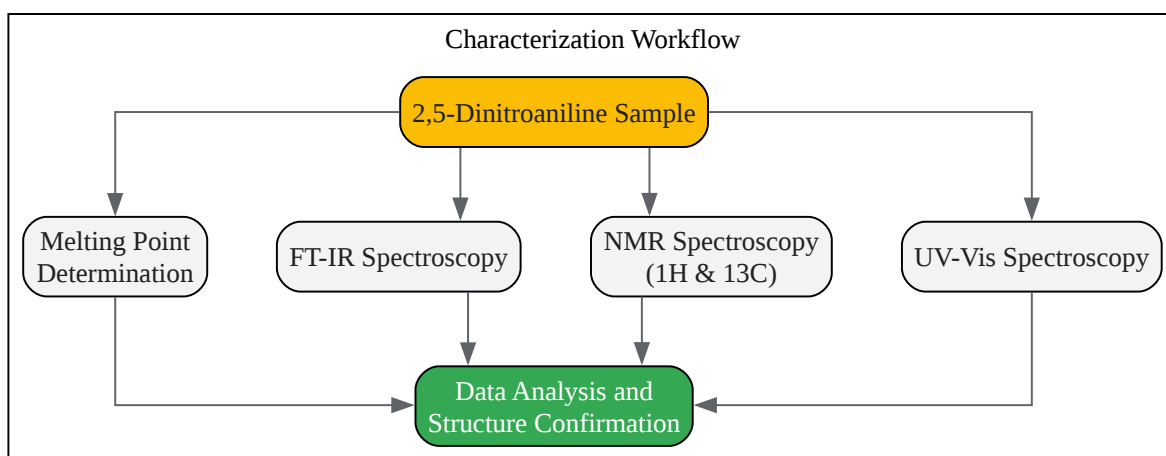 Characterization Workflow
2,5-Dinitroaniline Sample
Melting Point
Determination
FT-IR Spectroscopy
NMR Spectroscopy
(1H & 13C)
UV-Vis Spectroscopy
Data Analysis and
Structure Confirmation